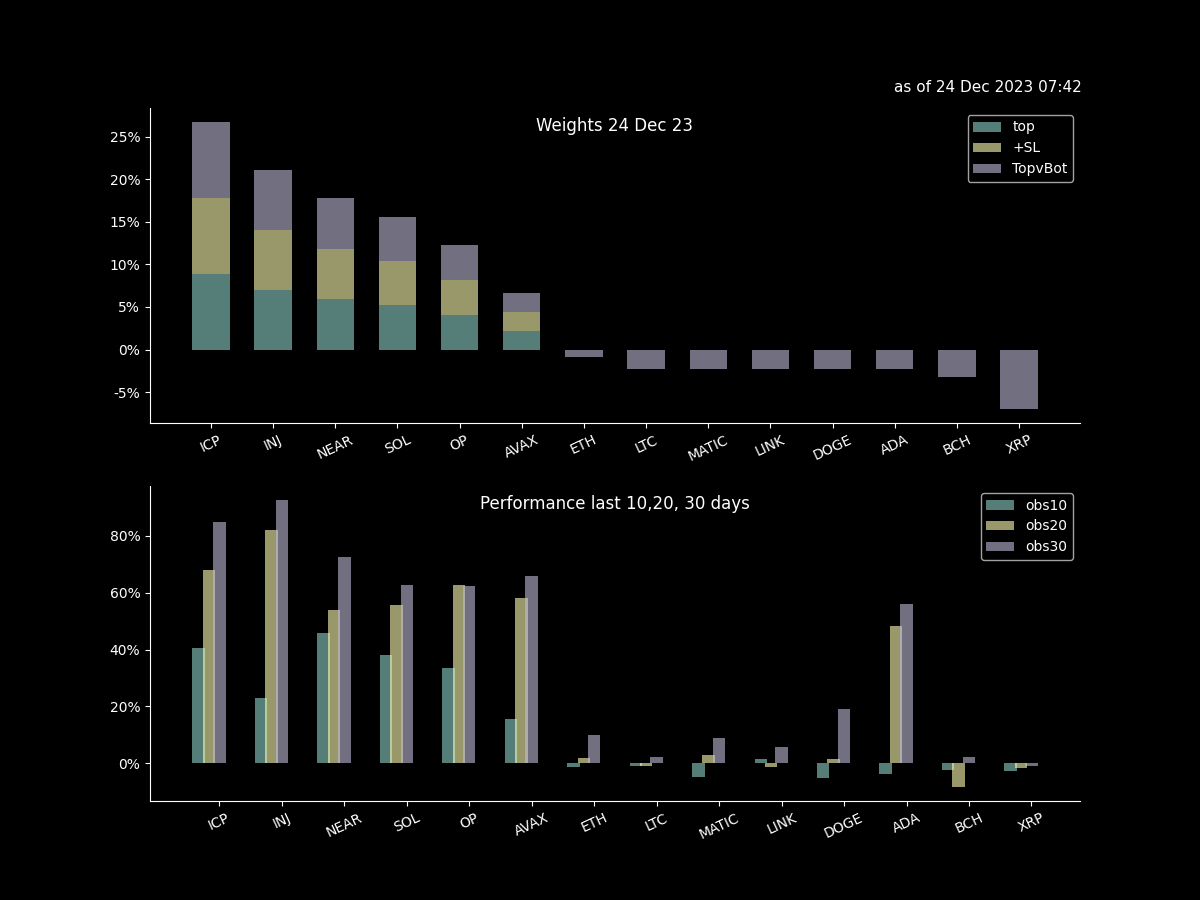 as of 24 Dec 2023 07:42
Weights 24 Dec 23
top
+SL
TopvBot
25%
20%
15%
10%
5%
0%
-5%
ICP INJ NEAR SOL OP AVAX ETH LTC MATIC LINK DOGE ADA BCH XRP
Performance last 10,20, 30 days
obs10
obs20
obs30
80%
60%
40%
20%
0%
ICP INJ NEAR SOL OP AVAX ETH LTC MATIC LINK DOGE ADA BCH XRP